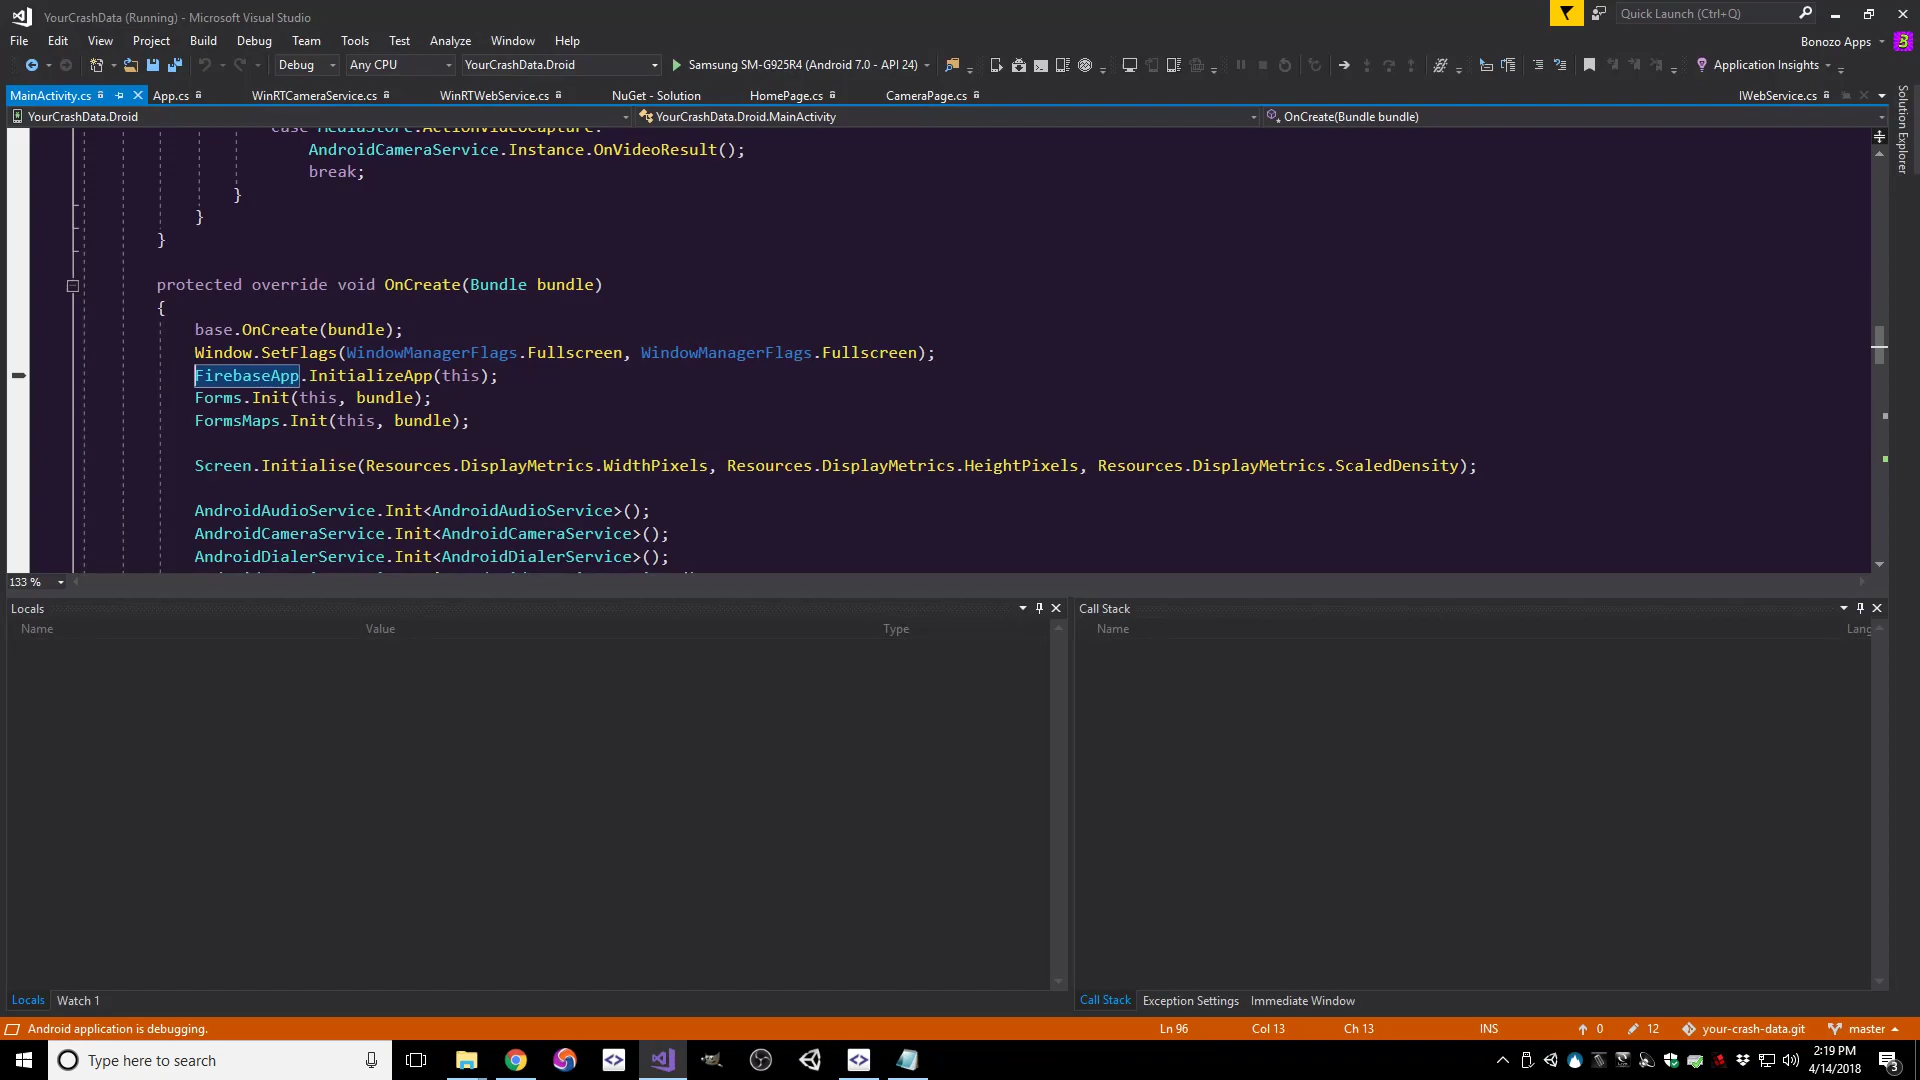 YourCrashData (Running) - Microsoft Visual Studio
Quick Launch (Ctrl+Q)
File Edit View Project Build Debug Team Tools Test Analyze Window Help
Bonozo Apps
Debug Any CPU YourCrashData.Droid Samsung SM-G925R4 (Android 7.0 - API 24) Application Insights
MainActivity.cs App.cs WinRTCameraService.cs WinRTWebService.cs NuGet - Solution HomePage.cs CameraPage.cs IWebService.cs
YourCrashData.Droid YourCrashData.Droid.MainActivity OnCreate(Bundle bundle)
Solution Explorer
case MediaStore.ActionVideoCapture:
AndroidCameraService.Instance.OnVideoResult();
break;
}
}
}
protected override void OnCreate(Bundle bundle)
{
base.OnCreate(bundle);
Window.SetFlags(WindowManagerFlags.Fullscreen, WindowManagerFlags.Fullscreen);
FirebaseApp.InitializeApp(this);
Forms.Init(this, bundle);
FormsMaps.Init(this, bundle);
Screen.Initialise(Resources.DisplayMetrics.WidthPixels, Resources.DisplayMetrics.HeightPixels, Resources.DisplayMetrics.ScaledDensity);
AndroidAudioService.Init<AndroidAudioService>();
AndroidCameraService.Init<AndroidCameraService>();
AndroidDialerService.Init<AndroidDialerService>();
133 %
Locals
Name Value Type
Call Stack
Name Lang
Locals Watch 1
Call Stack Exception Settings Immediate Window
Android application is debugging.
Ln 96 Col 13 Ch 13 INS 0 12 your-crash-data.git master
Type here to search
2:19 PM
4/14/2018
3